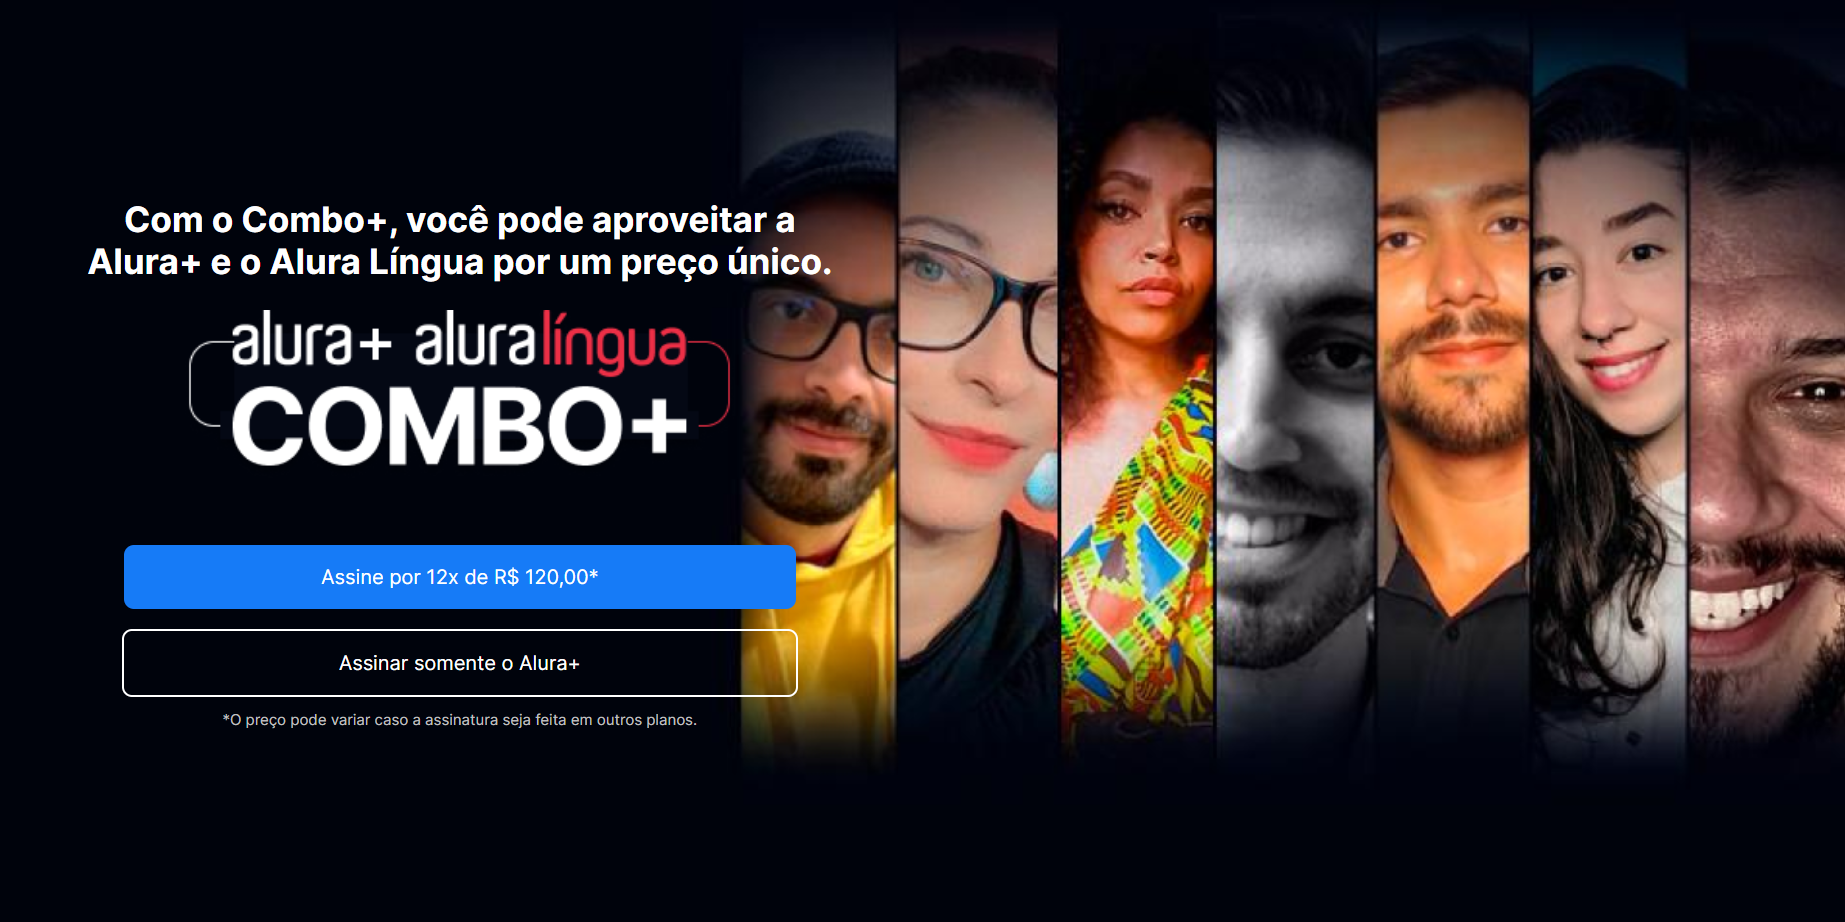 Com o Combo+, você pode aproveitar a
Alura+ e o Alura Língua por um preço único.
alura+ aluralíngua
COMBO+
Assine por 12x de R$ 120,00*
Assinar somente o Alura+
*O preço pode variar caso a assinatura seja feita em outros planos.